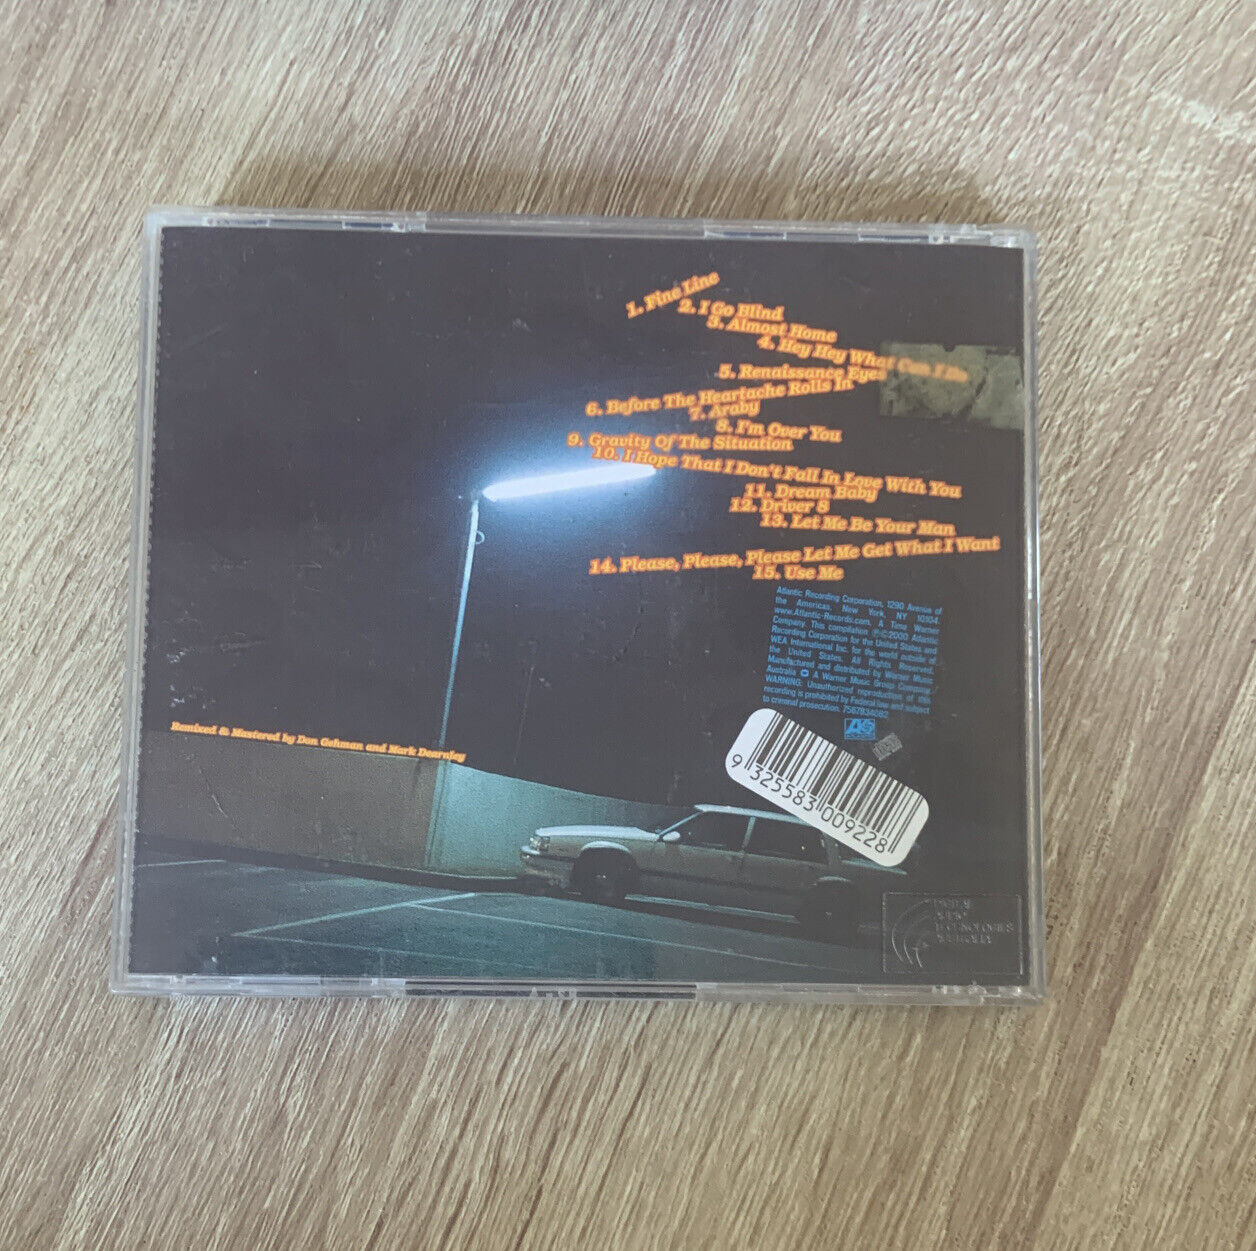 1. Fine Line
2. I Go Blind
3. Almost Home
4. Hey Hey What Can I Do
5. Renaissance Eyes
6. Before The Heartache Rolls In
7. Araby
8. I'm Over You
9. Gravity Of The Situation
10. I Hope That I Don't Fall In Love With You
11. Dream Baby
12. Driver 8
13. Let Me Be Your Man
14. Please, Please, Please Let Me Get What I Want
15. Use Me
Atlantic Recording Corporation, 1290 Avenue of
the Americas, New York NY 10104.
www.Atlantic-Records.com. A Time Warner
Company. This compilation ℗©2000 Atlantic
Recording Corporation for the United States and
WEA International Inc. for the world outside of
the United States. All Rights Reserved.
Manufactured and distributed by Warner Music
Australia A Warner Music Group Company.
WARNING: Unauthorized reproduction of this
recording is prohibited by Federal law and subject
to criminal prosecution. 7567834082
Remixed & Mastered by Don Gehman and Mark Dearnley
9 325583 009228
DIGITAL
AUDIO
TECHNOLOGIES
AUSTRALIA